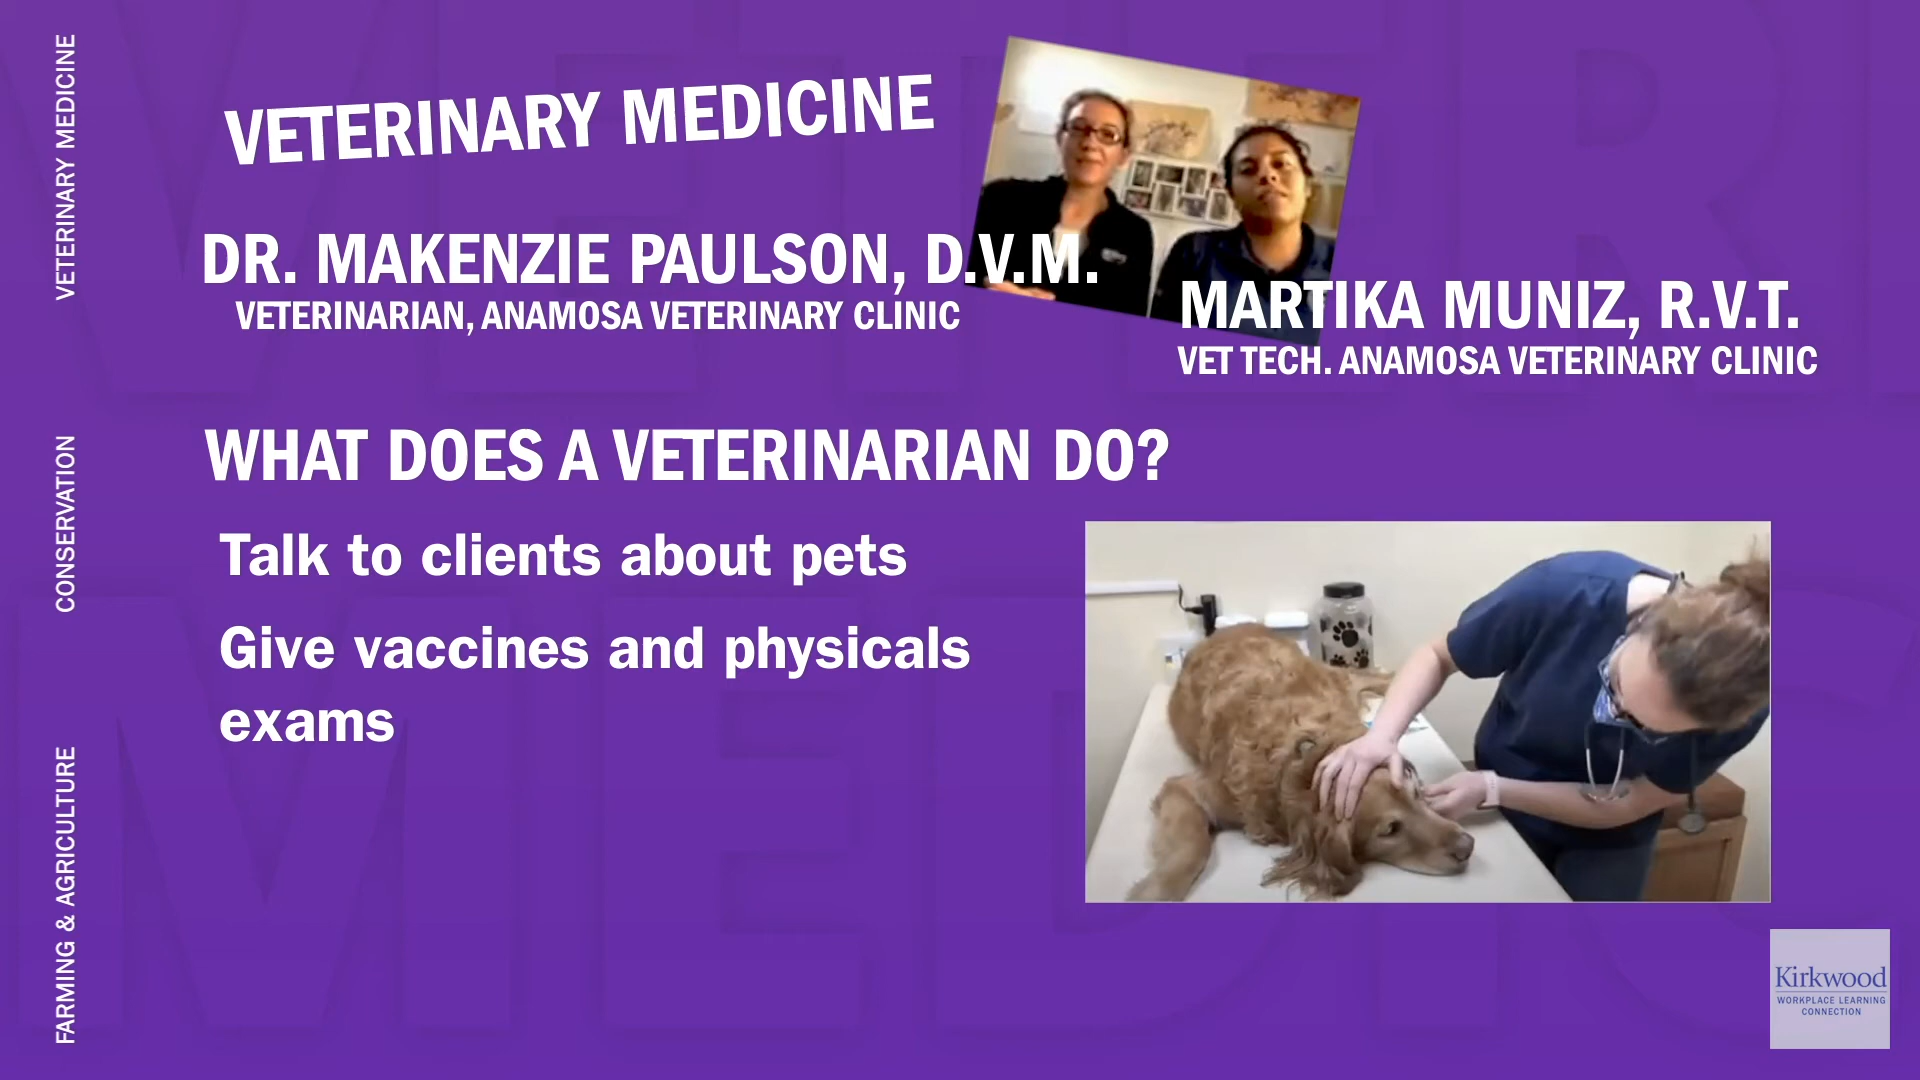 VETERINARY MEDICINE
CONSERVATION
FARMING & AGRICULTURE
VETERINARY MEDICINE
DR. MAKENZIE PAULSON, D.V.M.
VETERINARIAN, ANAMOSA VETERINARY CLINIC
MARTIKA MUNIZ, R.V.T.
VET TECH. ANAMOSA VETERINARY CLINIC
WHAT DOES A VETERINARIAN DO?
Talk to clients about pets
Give vaccines and physicals
exams
Kirkwood
WORKPLACE LEARNING
CONNECTION